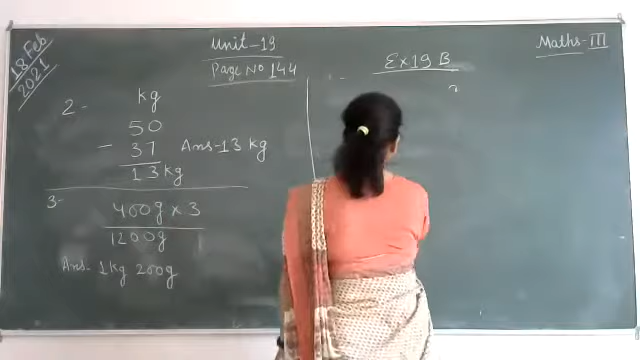 18 Feb
2021
Unit-19
Page No 144
Ex 19 B
Maths-III
2-
kg
50
- 37
13 kg
Ans-13 kg
3-
400g x 3
1200g
Ans- 1kg 200g